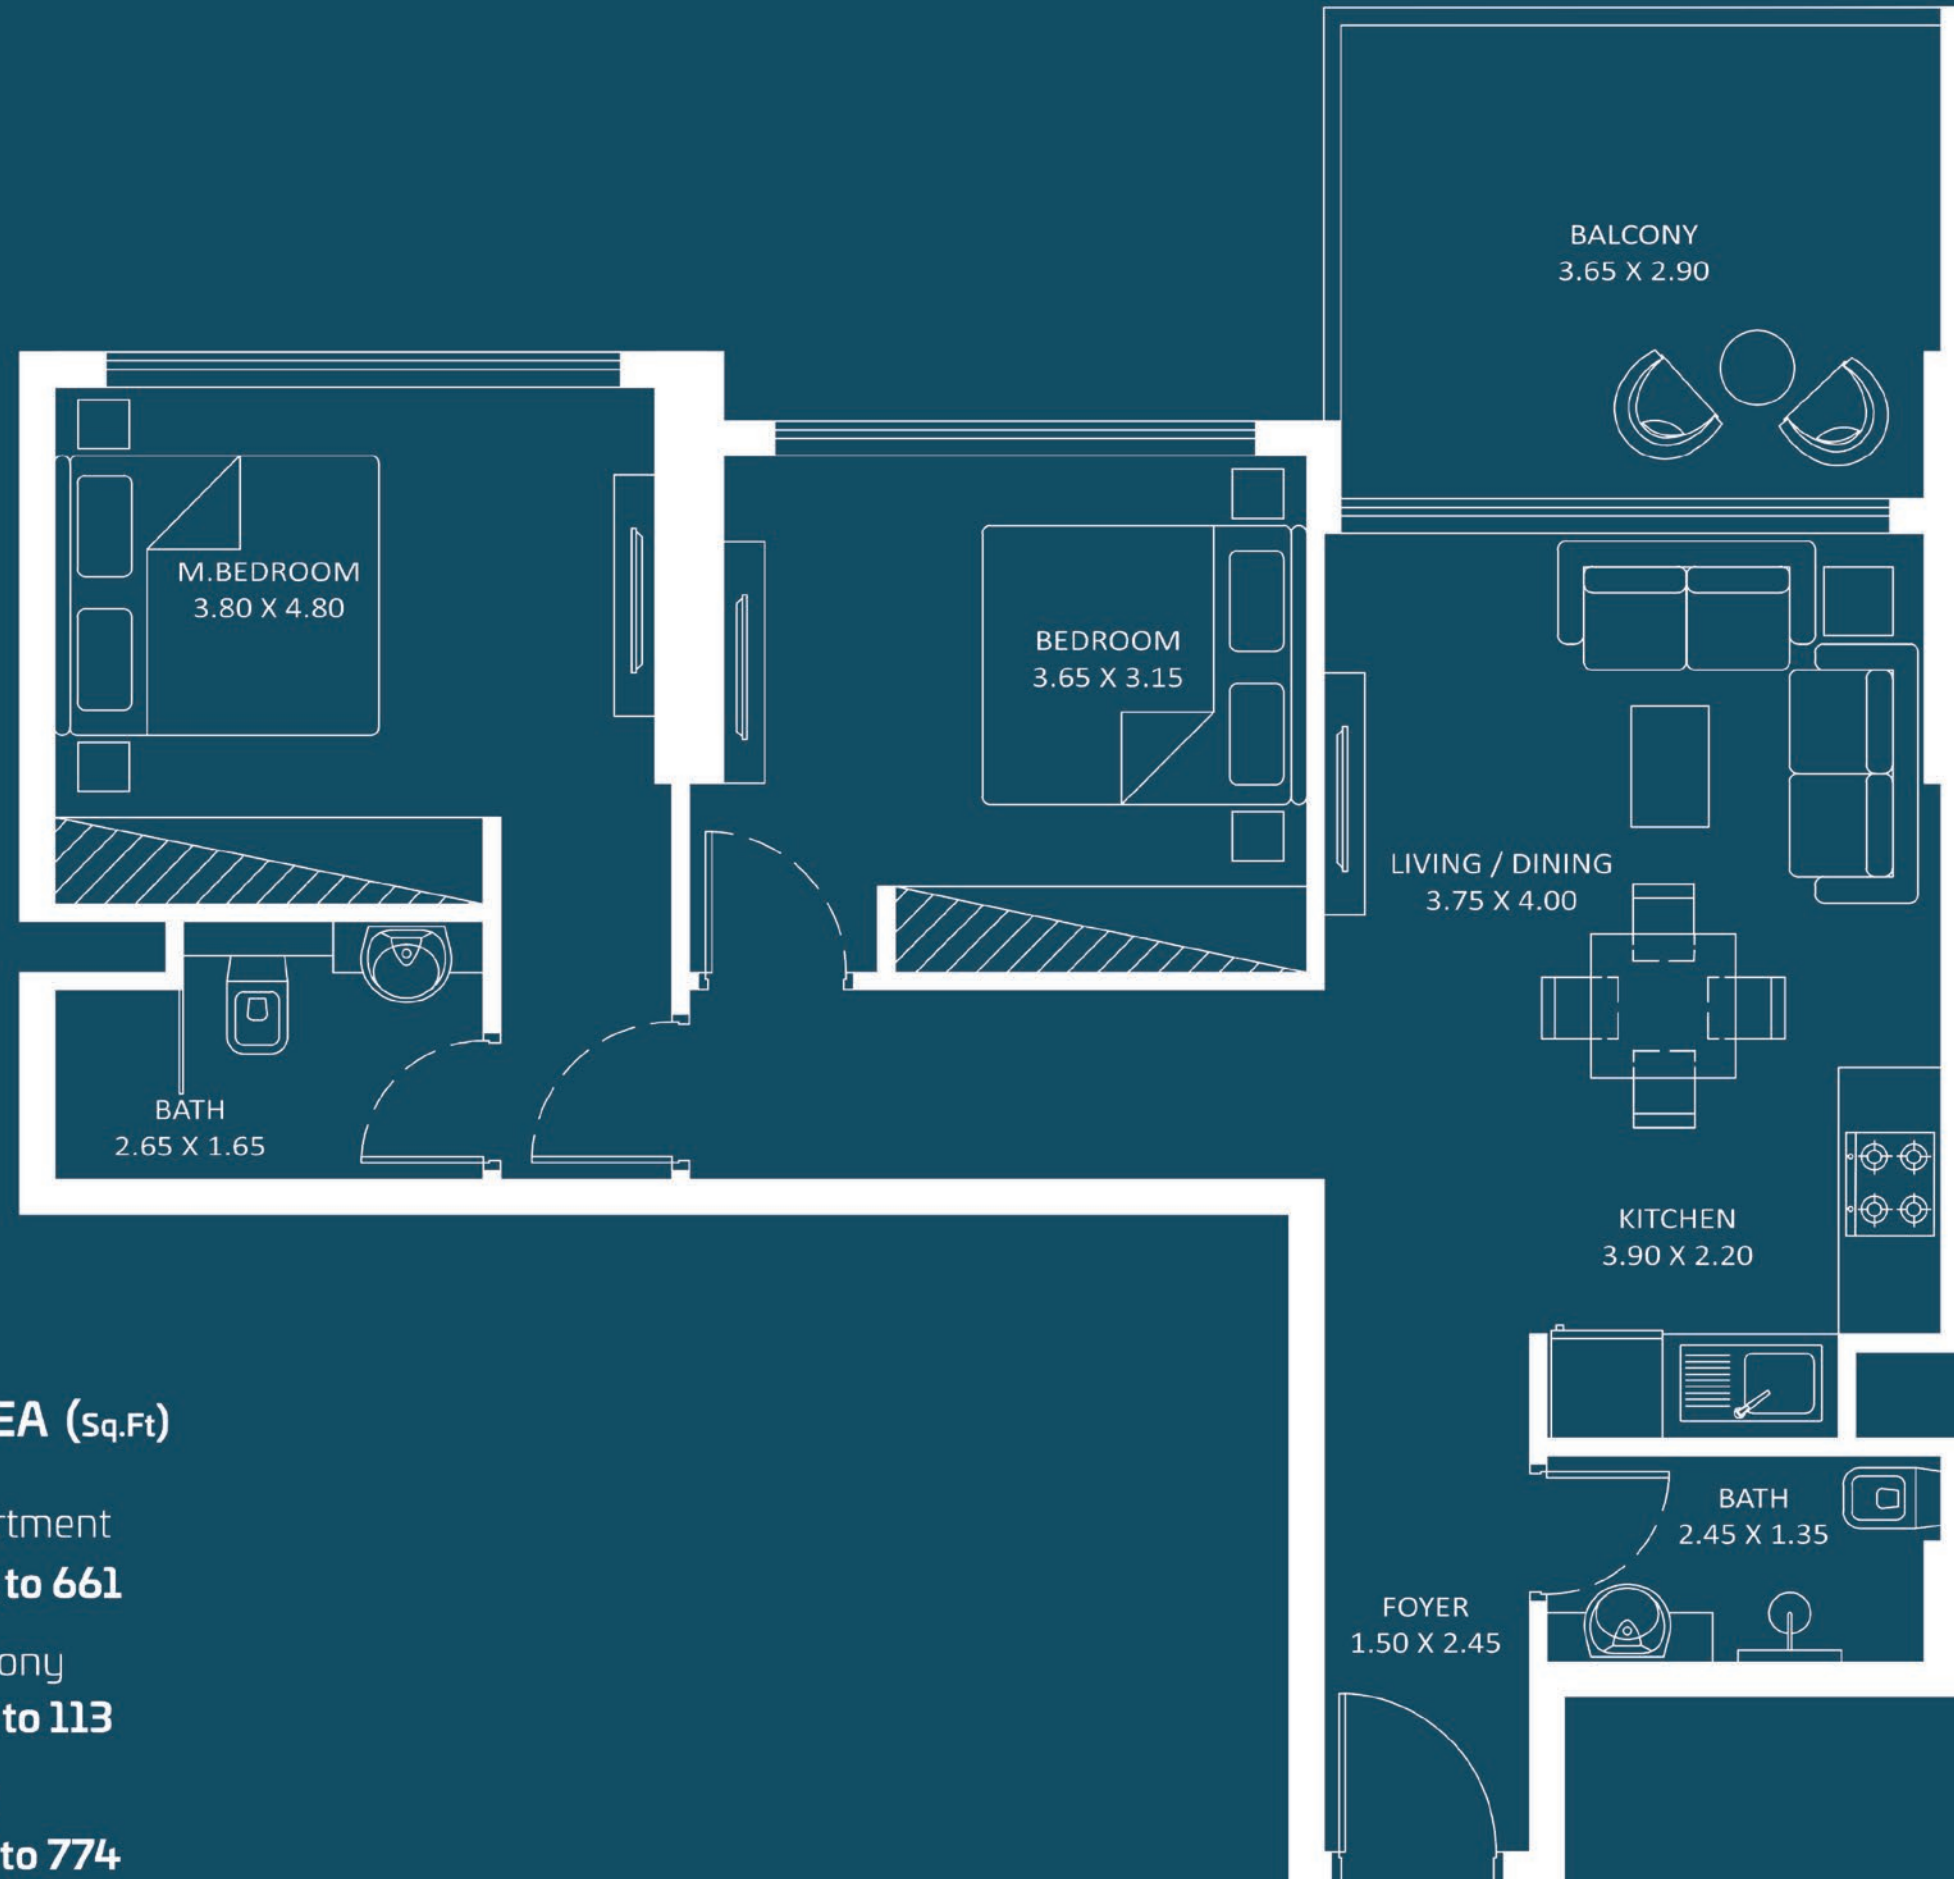 BALCONY
3.65 X 2.90
M.BEDROOM
3.80 X 4.80
BEDROOM
3.65 X 3.15
LIVING / DINING
3.75 X 4.00
BATH
2.65 X 1.65
KITCHEN
3.90 X 2.20
BATH
2.45 X 1.35
FOYER
1.50 X 2.45
EA (Sq.Ft)
rtment
to 661
ony
to 113
to 774